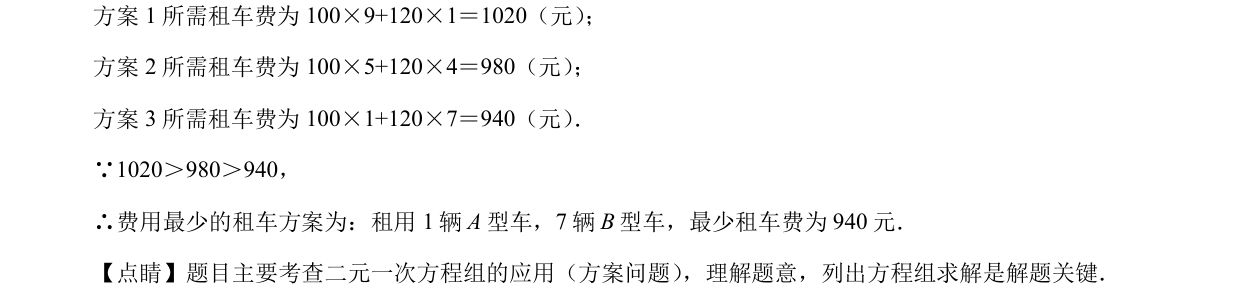 方案 1 所需租车费为 100×9+120×1＝1020（元）；
方案 2 所需租车费为 100×5+120×4＝980（元）；
方案 3 所需租车费为 100×1+120×7＝940（元）．
∵1020＞980＞940，
∴费用最少的租车方案为：租用 1 辆 A 型车，7 辆 B 型车，最少租车费为 940 元．
【点睛】题目主要考查二元一次方程组的应用（方案问题），理解题意，列出方程组求解是解题关键．